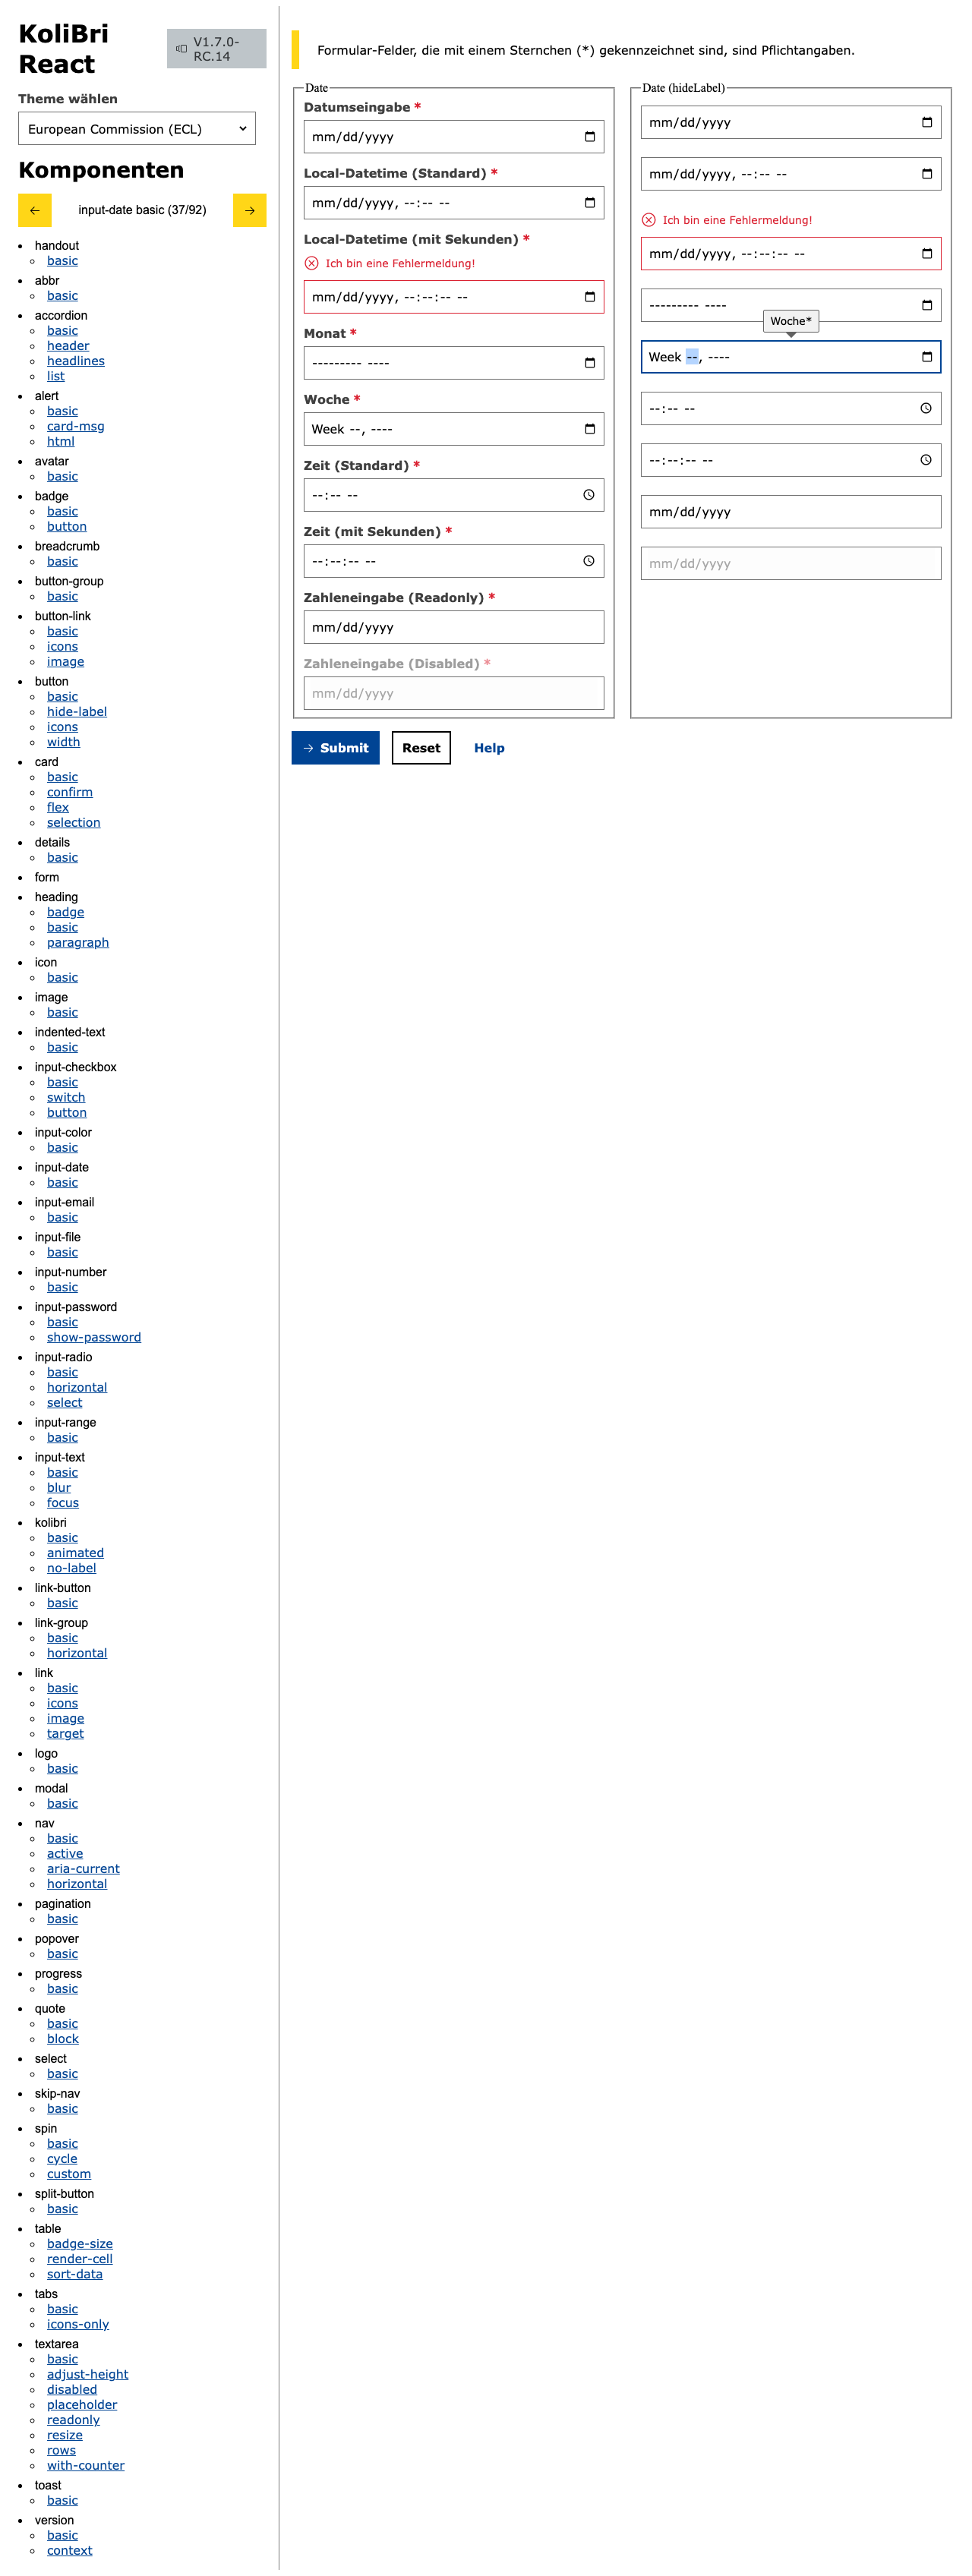 KoliBri
React
V1.7.0-
RC.14
Theme wählen
European Commission (ECL)
Komponenten
input-date basic (37/92)
handout
basic
abbr
basic
accordion
basic
header
headlines
list
alert
basic
card-msg
html
avatar
basic
badge
basic
button
breadcrumb
basic
button-group
basic
button-link
basic
icons
image
button
basic
hide-label
icons
width
card
basic
confirm
flex
selection
details
basic
form
heading
badge
basic
paragraph
icon
basic
image
basic
indented-text
basic
input-checkbox
basic
switch
button
input-color
basic
input-date
basic
input-email
basic
input-file
basic
input-number
basic
input-password
basic
show-password
input-radio
basic
horizontal
select
input-range
basic
input-text
basic
blur
focus
kolibri
basic
animated
no-label
link-button
basic
link-group
basic
horizontal
link
basic
icons
image
target
logo
basic
modal
basic
nav
basic
active
aria-current
horizontal
pagination
basic
popover
basic
progress
basic
quote
basic
block
select
basic
skip-nav
basic
spin
basic
cycle
custom
split-button
basic
table
badge-size
render-cell
sort-data
tabs
basic
icons-only
textarea
basic
adjust-height
disabled
placeholder
readonly
resize
rows
with-counter
toast
basic
version
basic
context
Formular-Felder, die mit einem Sternchen (*) gekennzeichnet sind, sind Pflichtangaben.
Date
Datumseingabe *
mm/dd/yyyy
Local-Datetime (Standard) *
mm/dd/yyyy, --:-- --
Local-Datetime (mit Sekunden) *
Ich bin eine Fehlermeldung!
mm/dd/yyyy, --:--:-- --
Monat *
--------- ----
Woche *
Week --, ----
Zeit (Standard) *
--:-- --
Zeit (mit Sekunden) *
--:--:-- --
Zahleneingabe (Readonly) *
mm/dd/yyyy
Zahleneingabe (Disabled) *
mm/dd/yyyy
Date (hideLabel)
mm/dd/yyyy
mm/dd/yyyy, --:-- --
Ich bin eine Fehlermeldung!
mm/dd/yyyy, --:--:-- --
--------- ----
Woche*
Week --, ----
--:-- --
--:--:-- --
mm/dd/yyyy
mm/dd/yyyy
Submit
Reset
Help